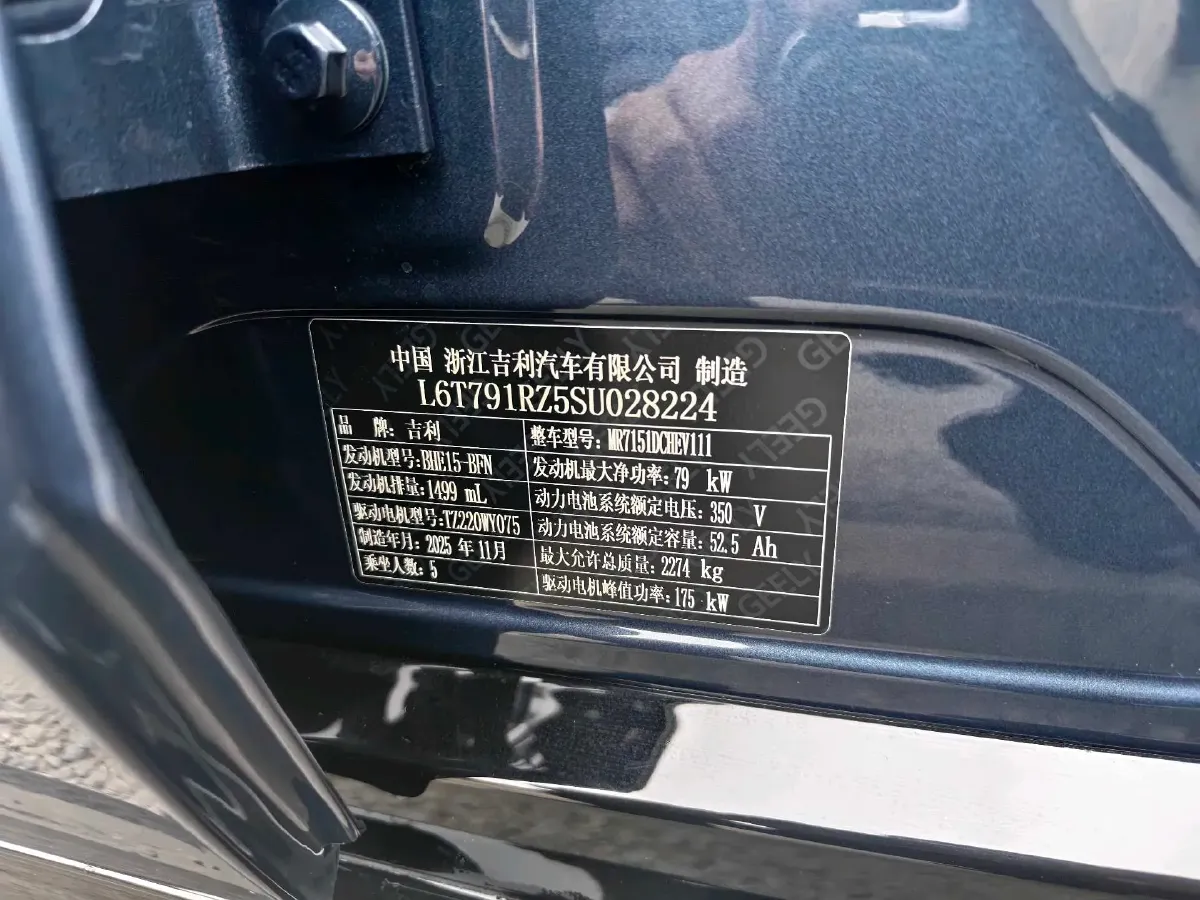 中国 浙江吉利汽车有限公司 制造
L6T791RZ5SU028224
品 牌: 吉利
整车型号: MR7151DCHEV111
发动机型号:BHE15-BFN
发动机最大净功率: 79 kW
发动机排量:1499 mL
动力电池系统额定电压: 350 V
驱动电机型号:TZ220WY075
动力电池系统额定容量: 52.5 Ah
制造年月: 2025 年 11月
最大允许总质量: 2274 kg
乘坐人数: 5
驱动电机峰值功率: 175 kW
GEELY
GEELY
GEELY
GEELY
GEELY